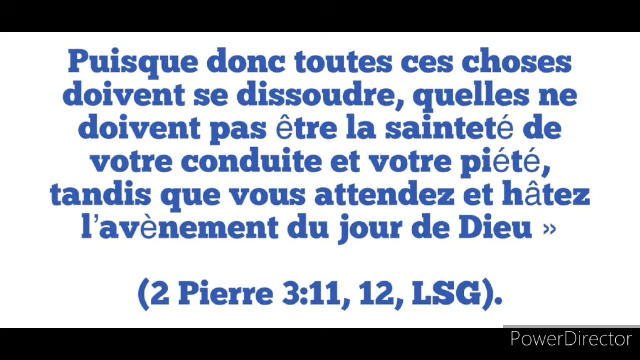 Puisque donc toutes ces choses
doivent se dissoudre, quelles ne
doivent pas être la sainteté de
votre conduite et votre piété,
tandis que vous attendez et hâtez
l'avènement du jour de Dieu »
(2 Pierre 3:11, 12, LSG).
PowerDirector